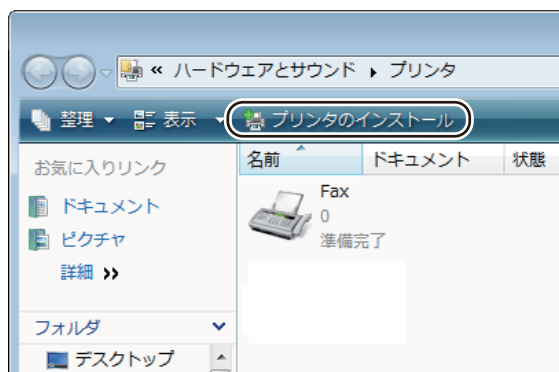 « ハードウェアとサウンド ▸ プリンタ
整理 ▼ 表示 ▼ プリンタのインストール
お気に入りリンク
ドキュメント
ピクチャ
詳細 »
フォルダ
デスクトップ
名前 ドキュメント 状態
Fax
0
準備完了